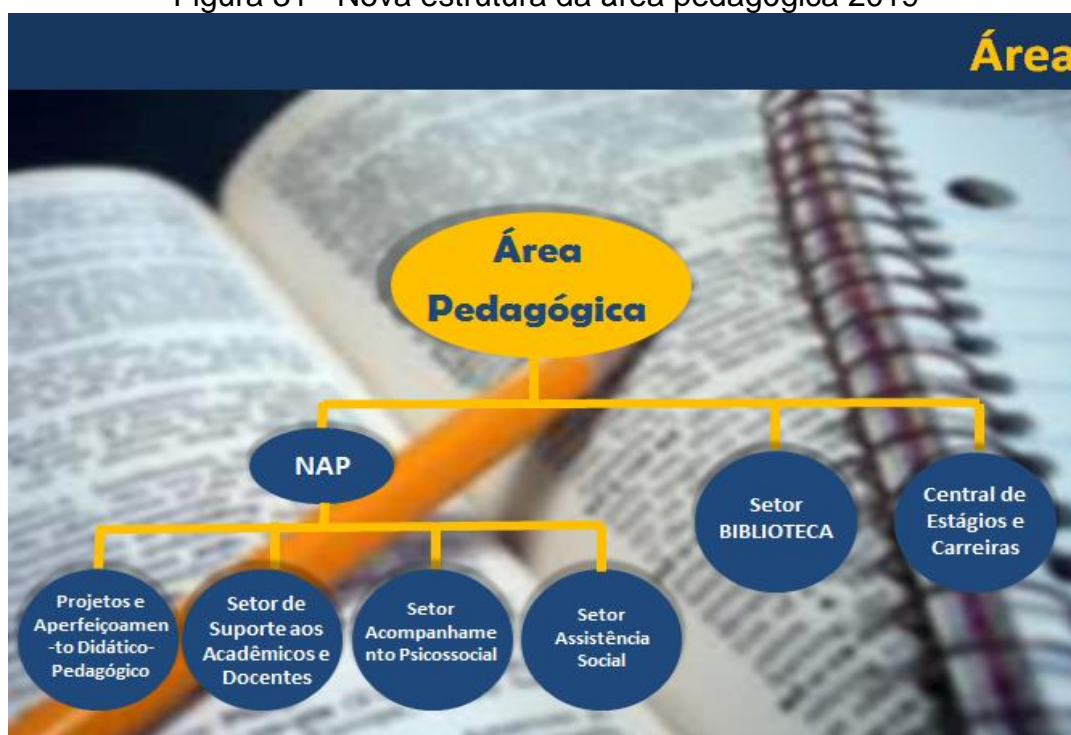 Figura 31 - Nova estrutura da área pedagógica 2019
Área
Área
Pedagógica
NAP
Setor
BIBLIOTECA
Central de
Estágios e
Carreiras
Projetos e
Aperfeiçoamen
-to Didático-
Pedagógico
Setor de
Suporte aos
Acadêmicos e
Docentes
Setor
Acompanhame
nto Psicossocial
Setor
Assistência
Social